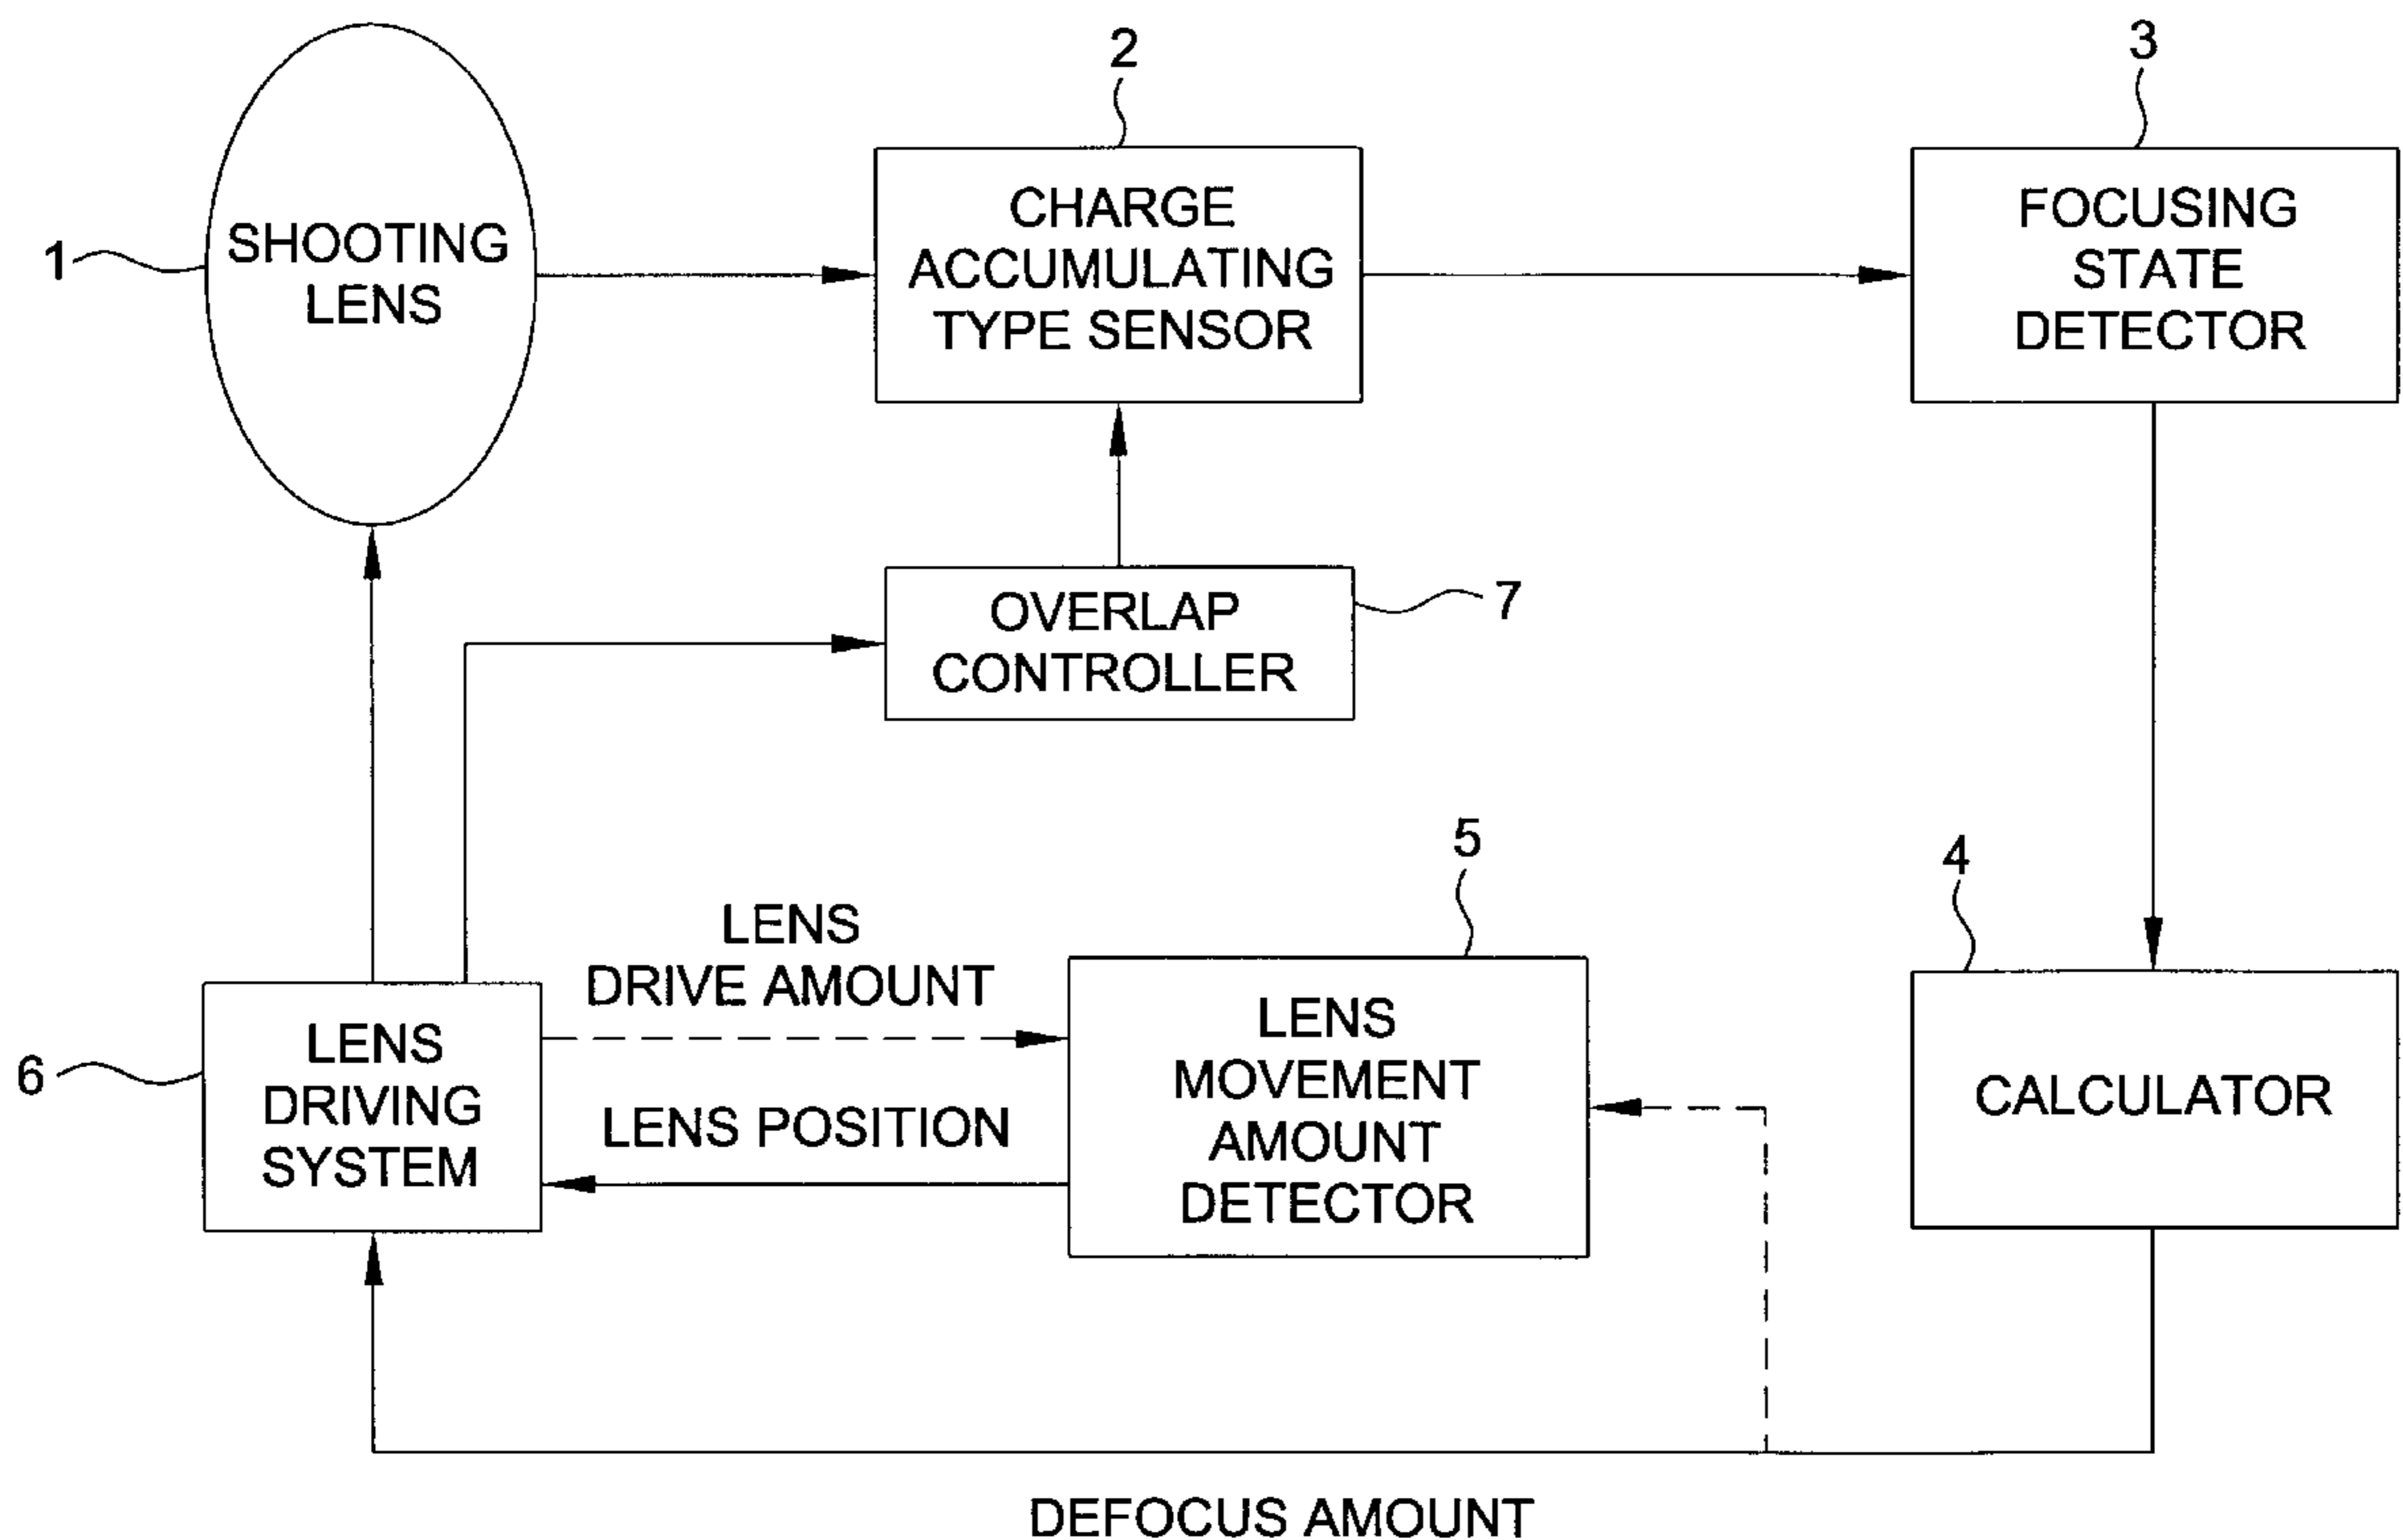 1
SHOOTING
LENS
2
CHARGE
ACCUMULATING
TYPE SENSOR
3
FOCUSING
STATE
DETECTOR
OVERLAP
CONTROLLER
7
6
LENS
DRIVING
SYSTEM
LENS
DRIVE AMOUNT
LENS POSITION
5
LENS
MOVEMENT
AMOUNT
DETECTOR
4
CALCULATOR
DEFOCUS AMOUNT